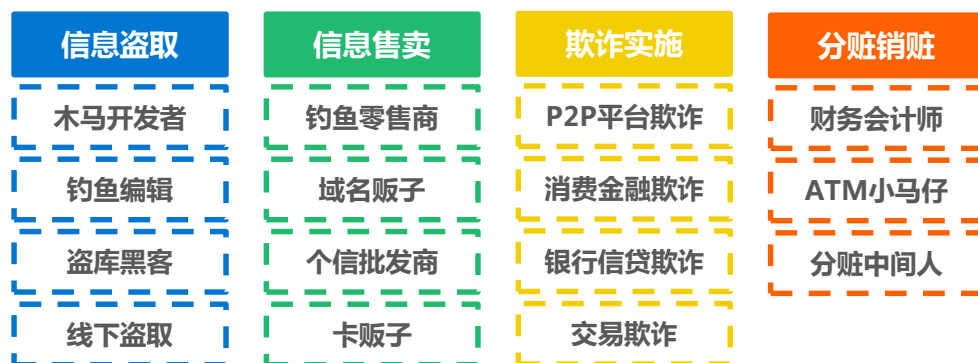 信息盗取
木马开发者
钓鱼编辑
盗库黑客
线下盗取
信息售卖
钓鱼零售商
域名贩子
个信批发商
卡贩子
欺诈实施
P2P平台欺诈
消费金融欺诈
银行信贷欺诈
交易欺诈
分赃销赃
财务会计师
ATM小马仔
分赃中间人